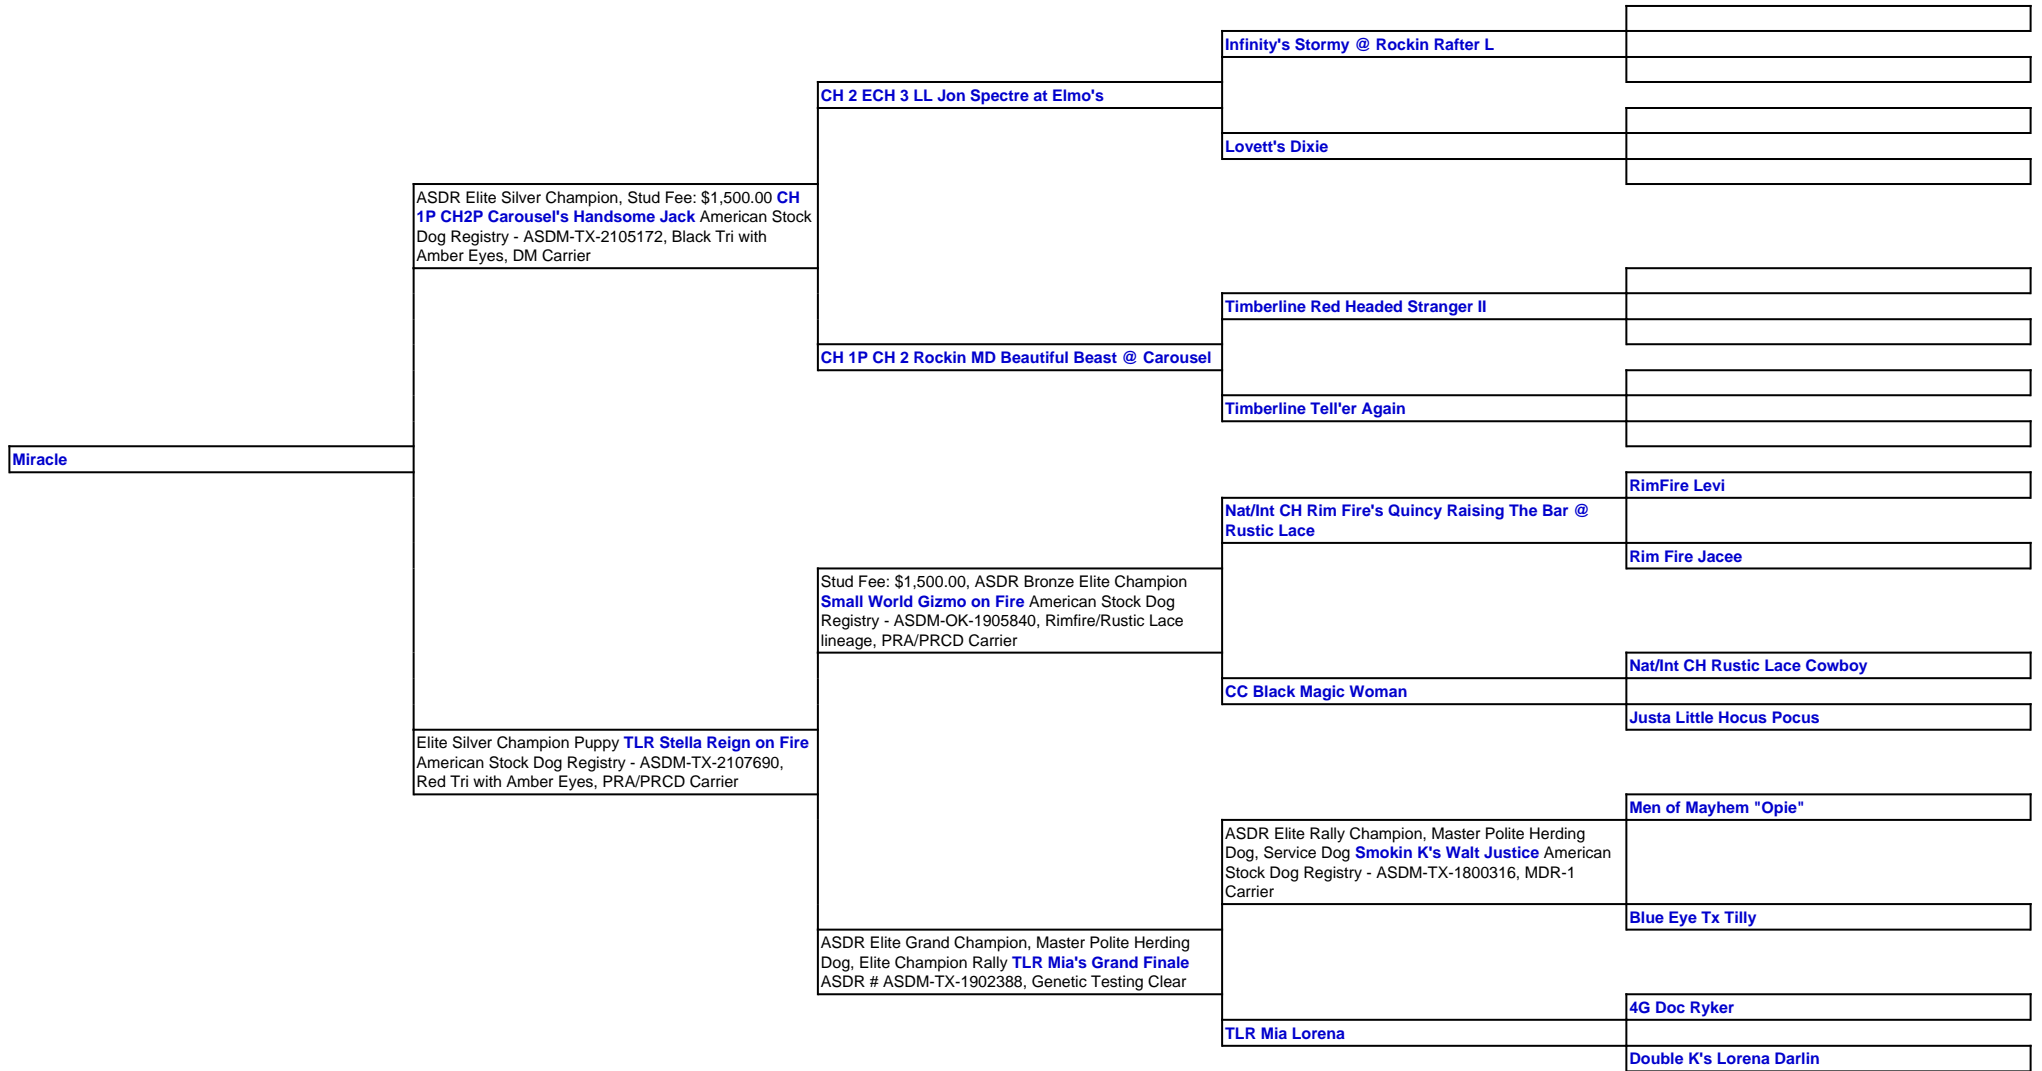 Infinity's Stormy @ Rockin Rafter L
CH 2 ECH 3 LL Jon Spectre at Elmo's
Lovett's Dixie
ASDR Elite Silver Champion, Stud Fee: $1,500.00 CH
1P CH2P Carousel's Handsome Jack American Stock
Dog Registry - ASDM-TX-2105172, Black Tri with
Amber Eyes, DM Carrier
Timberline Red Headed Stranger II
CH 1P CH 2 Rockin MD Beautiful Beast @ Carousel
Timberline Tell'er Again
Miracle
RimFire Levi
Nat/Int CH Rim Fire's Quincy Raising The Bar @
Rustic Lace
Rim Fire Jacee
Stud Fee: $1,500.00, ASDR Bronze Elite Champion
Small World Gizmo on Fire American Stock Dog
Registry - ASDM-OK-1905840, Rimfire/Rustic Lace
lineage, PRA/PRCD Carrier
Nat/Int CH Rustic Lace Cowboy
CC Black Magic Woman
Justa Little Hocus Pocus
Elite Silver Champion Puppy TLR Stella Reign on Fire
American Stock Dog Registry - ASDM-TX-2107690,
Red Tri with Amber Eyes, PRA/PRCD Carrier
Men of Mayhem "Opie"
ASDR Elite Rally Champion, Master Polite Herding
Dog, Service Dog Smokin K's Walt Justice American
Stock Dog Registry - ASDM-TX-1800316, MDR-1
Carrier
Blue Eye Tx Tilly
ASDR Elite Grand Champion, Master Polite Herding
Dog, Elite Champion Rally TLR Mia's Grand Finale
ASDR # ASDM-TX-1902388, Genetic Testing Clear
4G Doc Ryker
TLR Mia Lorena
Double K's Lorena Darlin